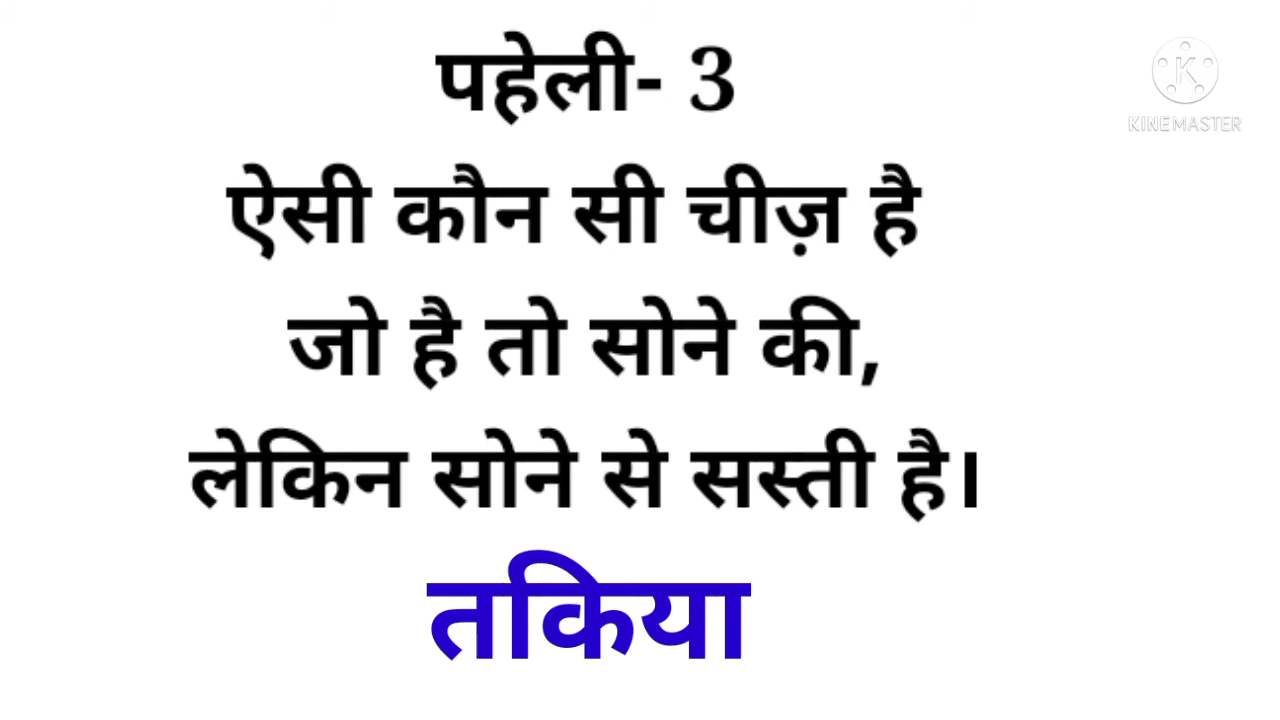 पहेली- 3
KINEMASTER
ऐसी कौन सी चीज़ है
जो है तो सोने की,
लेकिन सोने से सस्ती है।
तकिया